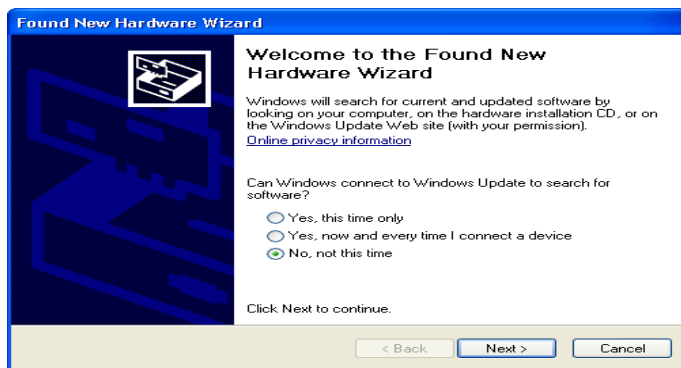 Found New Hardware Wizard
Welcome to the Found New
Hardware Wizard
Windows will search for current and updated software by
looking on your computer, on the hardware installation CD, or on
the Windows Update Web site (with your permission).
Online privacy information
Can Windows connect to Windows Update to search for
software?
Yes, this time only
Yes, now and every time I connect a device
No, not this time
Click Next to continue.
< Back
Next >
Cancel